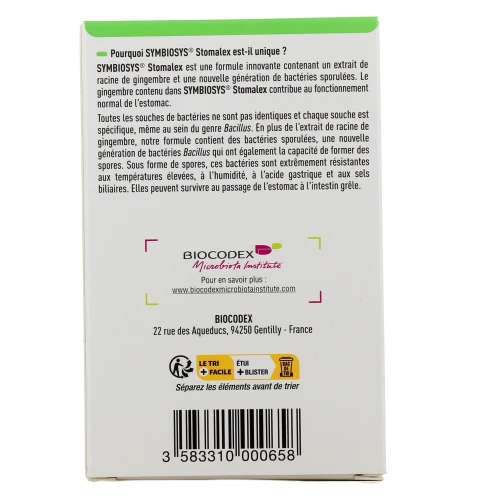 Pourquoi SYMBIOSYS® Stomalex est-il unique ?
SYMBIOSYS® Stomalex est une formule innovante contenant un extrait de
racine de gingembre et une nouvelle génération de bactéries sporulées. Le
gingembre contenu dans SYMBIOSYS® Stomalex contribue au fonctionnement
normal de l'estomac.
Toutes les souches de bactéries ne sont pas identiques et chaque souche est
spécifique, même au sein du genre Bacillus. En plus de l'extrait de racine de
gingembre, notre formule contient des bactéries sporulées, une nouvelle
génération de bactéries Bacillus qui ont également la capacité de former des
spores. Sous forme de spores, ces bactéries sont extrêmement résistantes
aux températures élevées, à l'humidité, à l'acide gastrique et aux sels
biliaires. Elles peuvent survivre au passage de l'estomac à l'intestin grêle.
BIOCODEX
Microbiota Institute
Pour en savoir plus :
www.biocodexmicrobiotainstitute.com
BIOCODEX
22 rue des Aqueducs, 94250 Gentilly - France
LE TRI
+ FACILE
ÉTUI
+ BLISTER
BAC
DE TRI
Séparez les éléments avant de trier
3 583310 000658